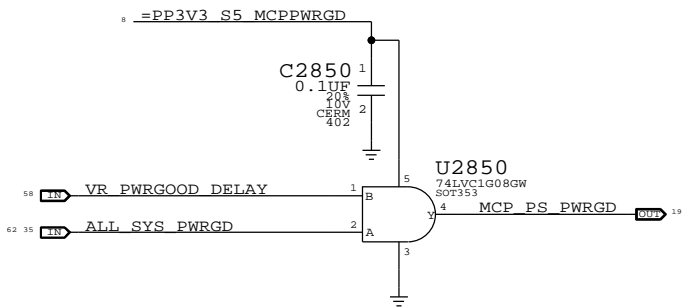 8 =PP3V3_S5_MCPPWRGD
C2850 1
0.1UF
20%
10V 2
CERM
402
U2850
74LVC1G08GW
SOT353
5
58 IN VR_PWRGOOD_DELAY 1 B
Y 4 MCP_PS_PWRGD OUT 19
62 35 IN ALL_SYS_PWRGD 2 A
3